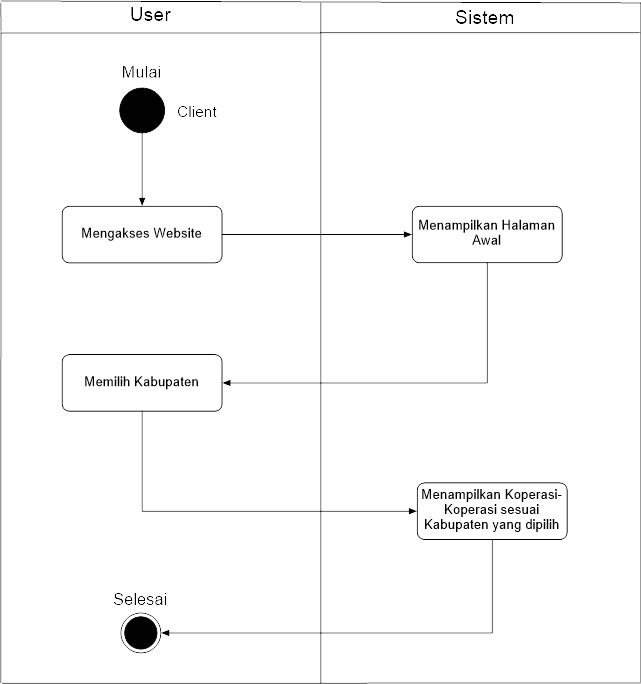 User
Sistem
Mulai
Client
Mengakses Website
Menampilkan Halaman
Awal
Memilih Kabupaten
Menampilkan Koperasi-
Koperasi sesuai
Kabupaten yang dipilih
Selesai